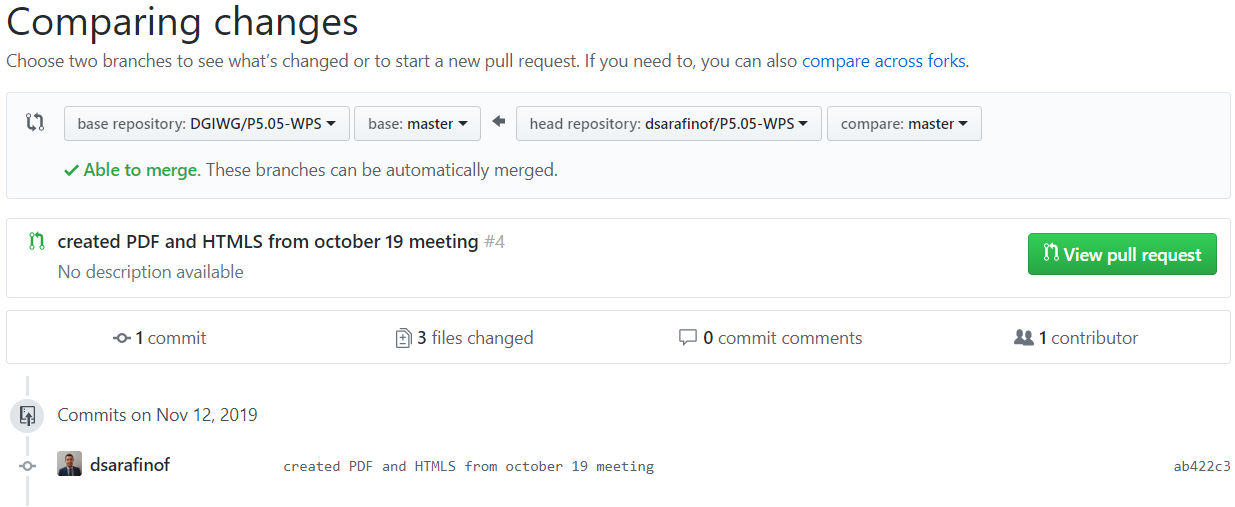 Comparing changes
Choose two branches to see what’s changed or to start a new pull request. If you need to, you can also compare across forks.
base repository: DGIWG/P5.05-WPS base: master head repository: dsarafinof/P5.05-WPS compare: master
Able to merge. These branches can be automatically merged.
created PDF and HTMLS from october 19 meeting #4
No description available
View pull request
1 commit 3 files changed 0 commit comments 1 contributor
Commits on Nov 12, 2019
dsarafinof created PDF and HTMLS from october 19 meeting ab422c3